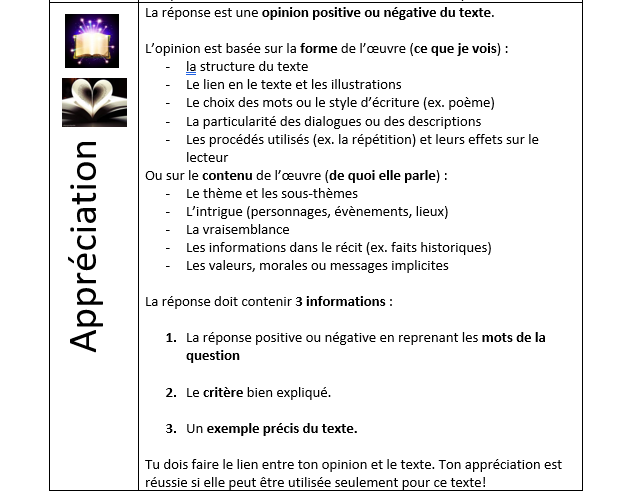 Appréciation
La réponse est une opinion positive ou négative du texte.
L’opinion est basée sur la forme de l’œuvre (ce que je vois) :
- la structure du texte
- Le lien en le texte et les illustrations
- Le choix des mots ou le style d’écriture (ex. poème)
- La particularité des dialogues ou des descriptions
- Les procédés utilisés (ex. la répétition) et leurs effets sur le
lecteur
Ou sur le contenu de l’œuvre (de quoi elle parle) :
- Le thème et les sous-thèmes
- L’intrigue (personnages, évènements, lieux)
- La vraisemblance
- Les informations dans le récit (ex. faits historiques)
- Les valeurs, morales ou messages implicites
La réponse doit contenir 3 informations :
1. La réponse positive ou négative en reprenant les mots de la
question
2. Le critère bien expliqué.
3. Un exemple précis du texte.
Tu dois faire le lien entre ton opinion et le texte. Ton appréciation est
réussie si elle peut être utilisée seulement pour ce texte!